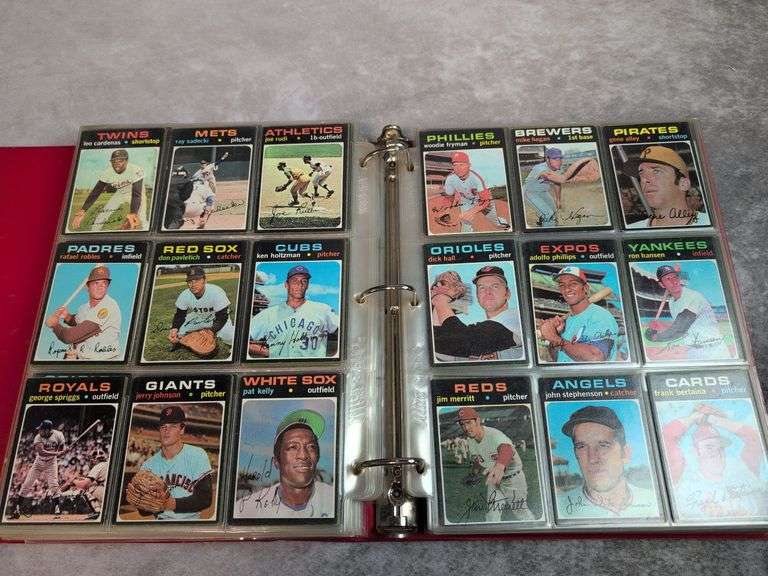 TWINS
leo cardenas • shortstop
METS
ray sadecki • pitcher
ATHLETICS
joe rudi • 1b-outfield
PHILLIES
woodie fryman • pitcher
BREWERS
mike hegan • 1st base
PIRATES
gene alley • shortstop
PADRES
rafael robles • infield
RED SOX
don pavletich • catcher
CUBS
ken holtzman • pitcher
CHICAGO
30
ORIOLES
dick hall • pitcher
EXPOS
adolfo phillips • outfield
YANKEES
ron hansen • infield
ROYALS
george spriggs • outfield
GIANTS
jerry johnson • pitcher
WHITE SOX
pat kelly • outfield
REDS
jim merritt • pitcher
ANGELS
john stephenson • catcher
CARDS
frank bertaina • pitcher